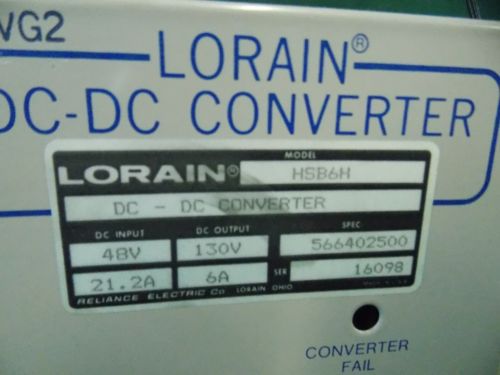 VG2
LORAIN®
DC-DC CONVERTER
MODEL
LORAIN® HSB6H
DC - DC CONVERTER
DC INPUT DC OUTPUT SPEC
48V 130V 566402500
21.2A 6A SER 16098
RELIANCE ELECTRIC Co LORAIN OHIO
CONVERTER
FAIL